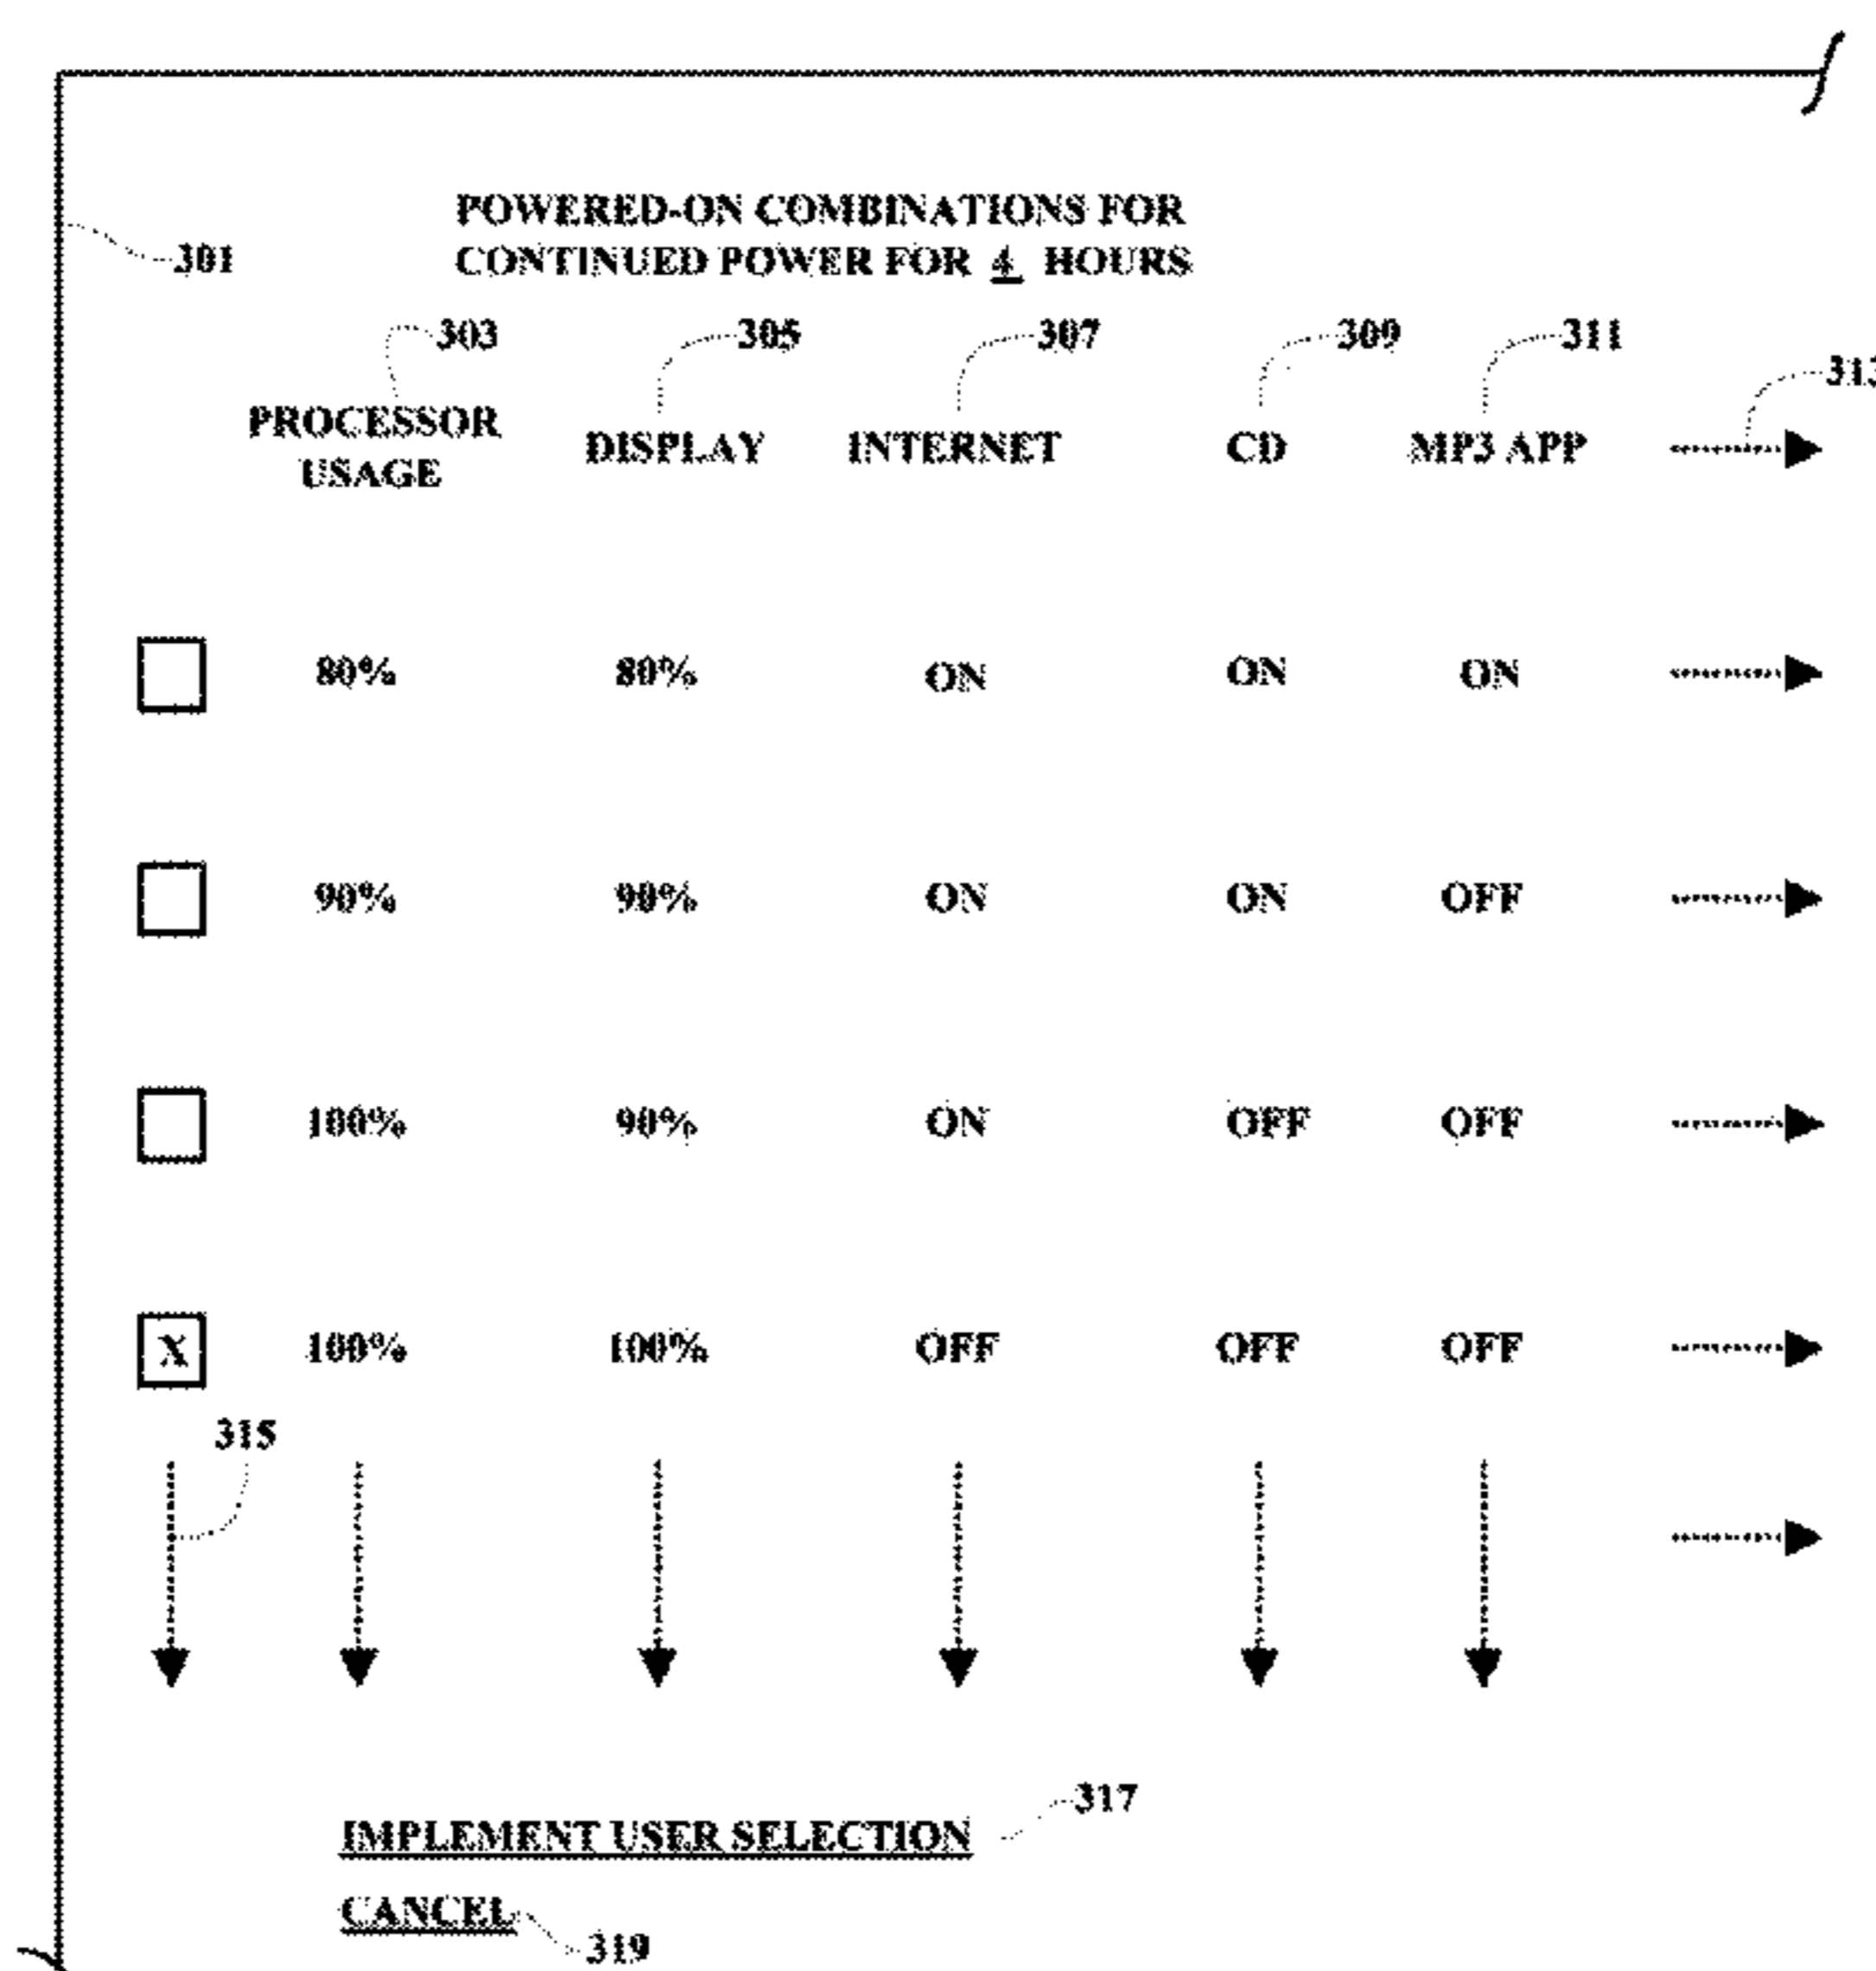 POWERED-ON COMBINATIONS FOR
301 CONTINUED POWER FOR 4 HOURS
303 305 307 309 311
313
PROCESSOR
USAGE DISPLAY INTERNET CD MP3 APP
80% 80% ON ON ON
90% 90% ON ON OFF
100% 90% ON OFF OFF
X 100% 100% OFF OFF OFF
315
317
IMPLEMENT USER SELECTION
CANCEL
319